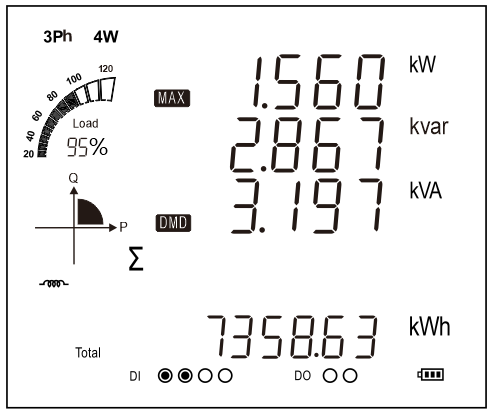 3Ph 4W
20 40 60 80 100 120
Load
95%
MAX
1.560 kW
2.867 kvar
3.197 kVA
Q
P
DMD
Σ
7358.63 kWh
Total
DI DO